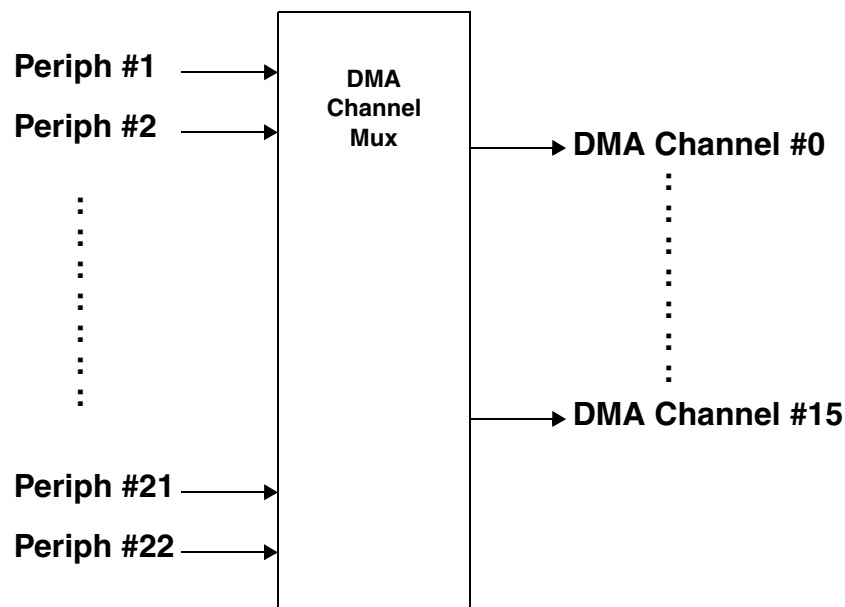 Periph #1
Periph #2
Periph #21
Periph #22
DMA
Channel
Mux
DMA Channel #0
DMA Channel #15